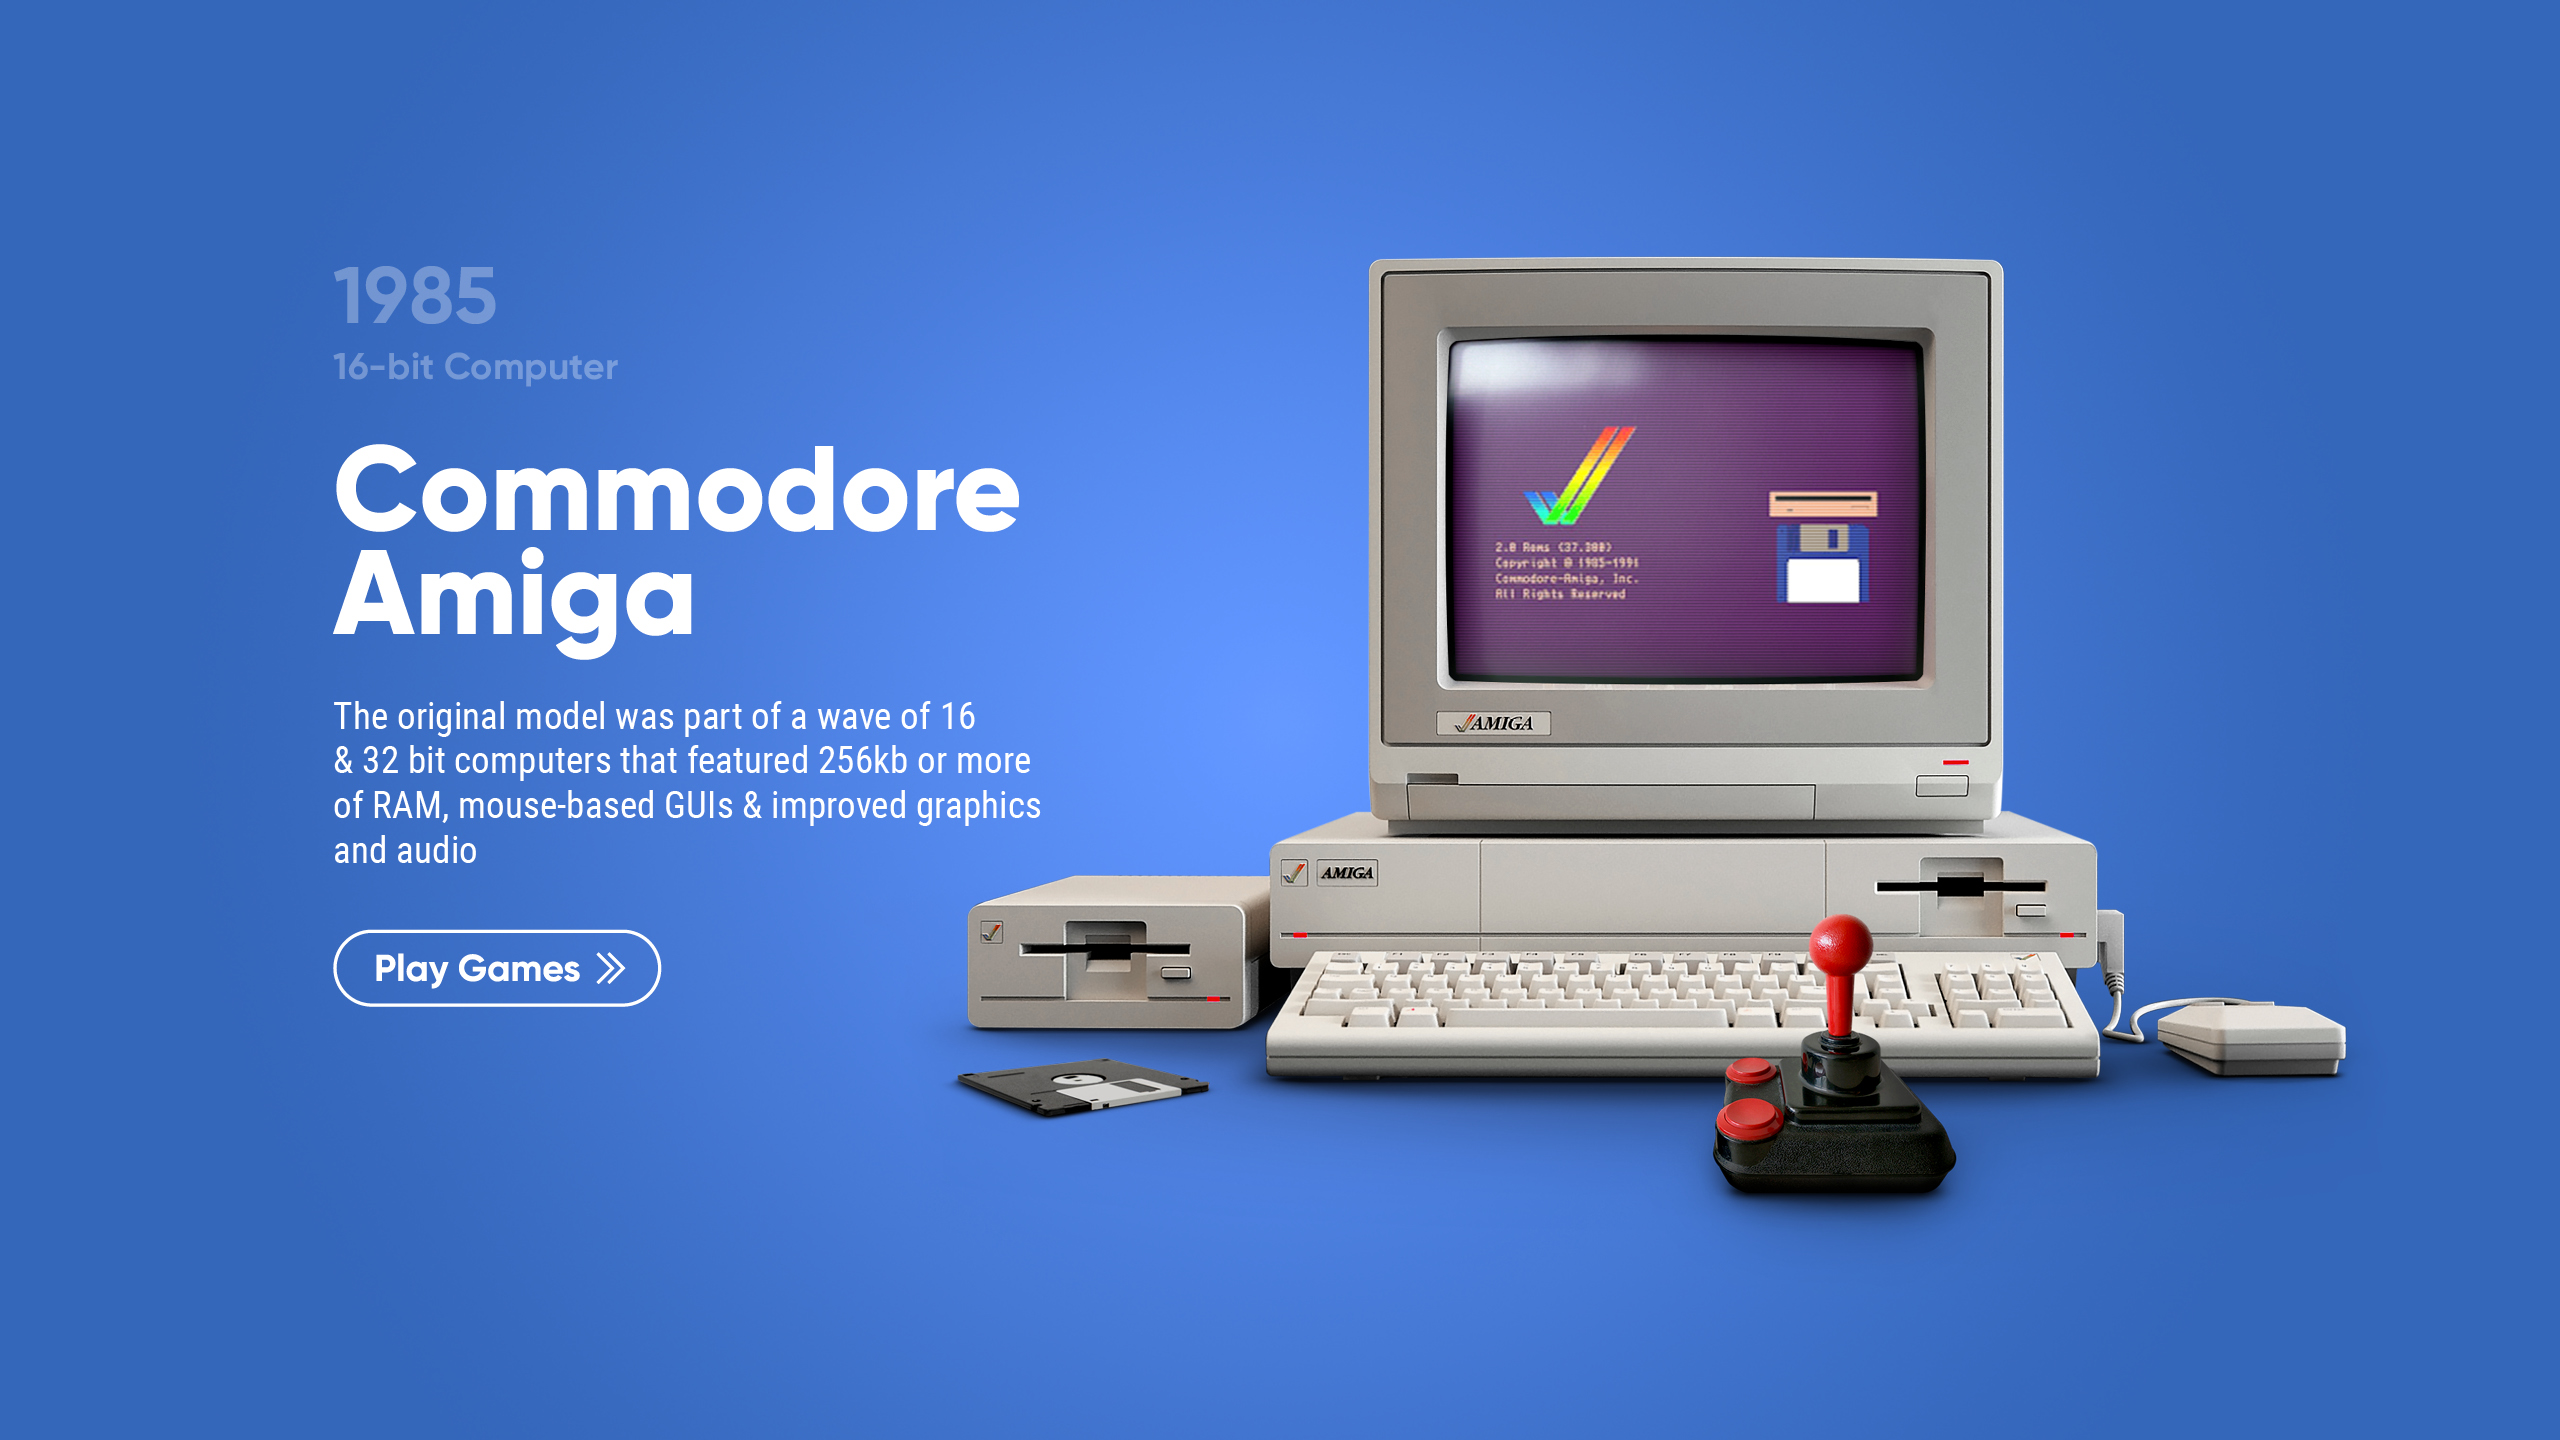 1985
16-bit Computer
Commodore
Amiga
The original model was part of a wave of 16
& 32 bit computers that featured 256kb or more
of RAM, mouse-based GUIs & improved graphics
and audio
Play Games
2.0 Roms (37.300)
Copyright © 1985-1991
Commodore-Amiga, Inc.
All Rights Reserved
AMIGA
AMIGA